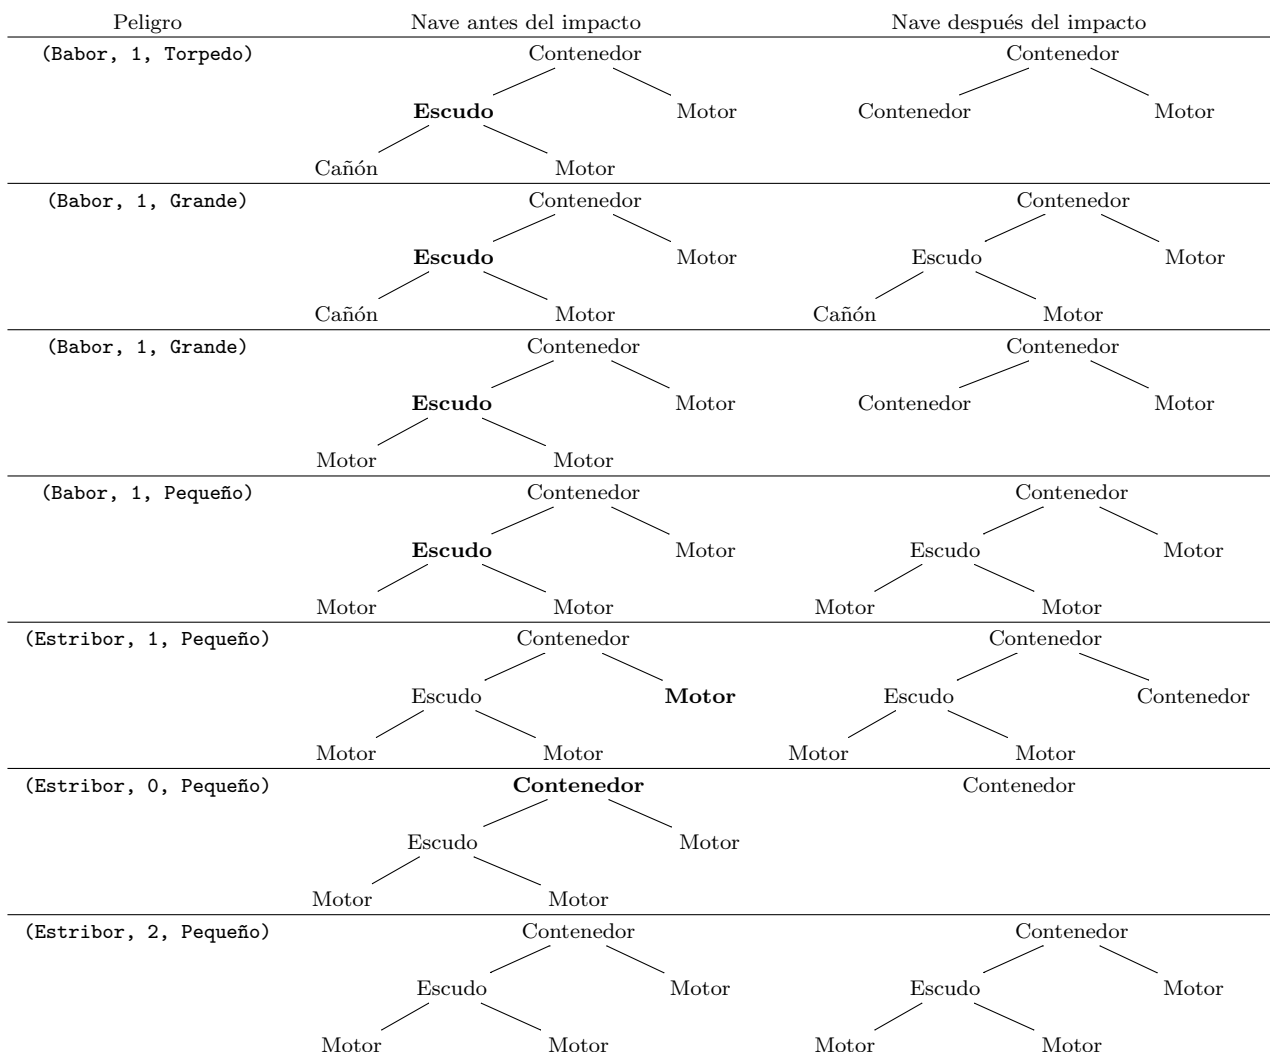 Peligro Nave antes del impacto Nave después del impacto
(Babor, 1, Torpedo) Contenedor Contenedor
Escudo Motor Contenedor Motor
Cañón Motor
(Babor, 1, Grande) Contenedor Contenedor
Escudo Motor Escudo Motor
Cañón Motor Cañón Motor
(Babor, 1, Grande) Contenedor Contenedor
Escudo Motor Contenedor Motor
Motor Motor
(Babor, 1, Pequeño) Contenedor Contenedor
Escudo Motor Escudo Motor
Motor Motor Motor Motor
(Estribor, 1, Pequeño) Contenedor Contenedor
Escudo Motor Escudo Contenedor
Motor Motor Motor Motor
(Estribor, 0, Pequeño) Contenedor Contenedor
Escudo Motor
Motor Motor
(Estribor, 2, Pequeño) Contenedor Contenedor
Escudo Motor Escudo Motor
Motor Motor Motor Motor